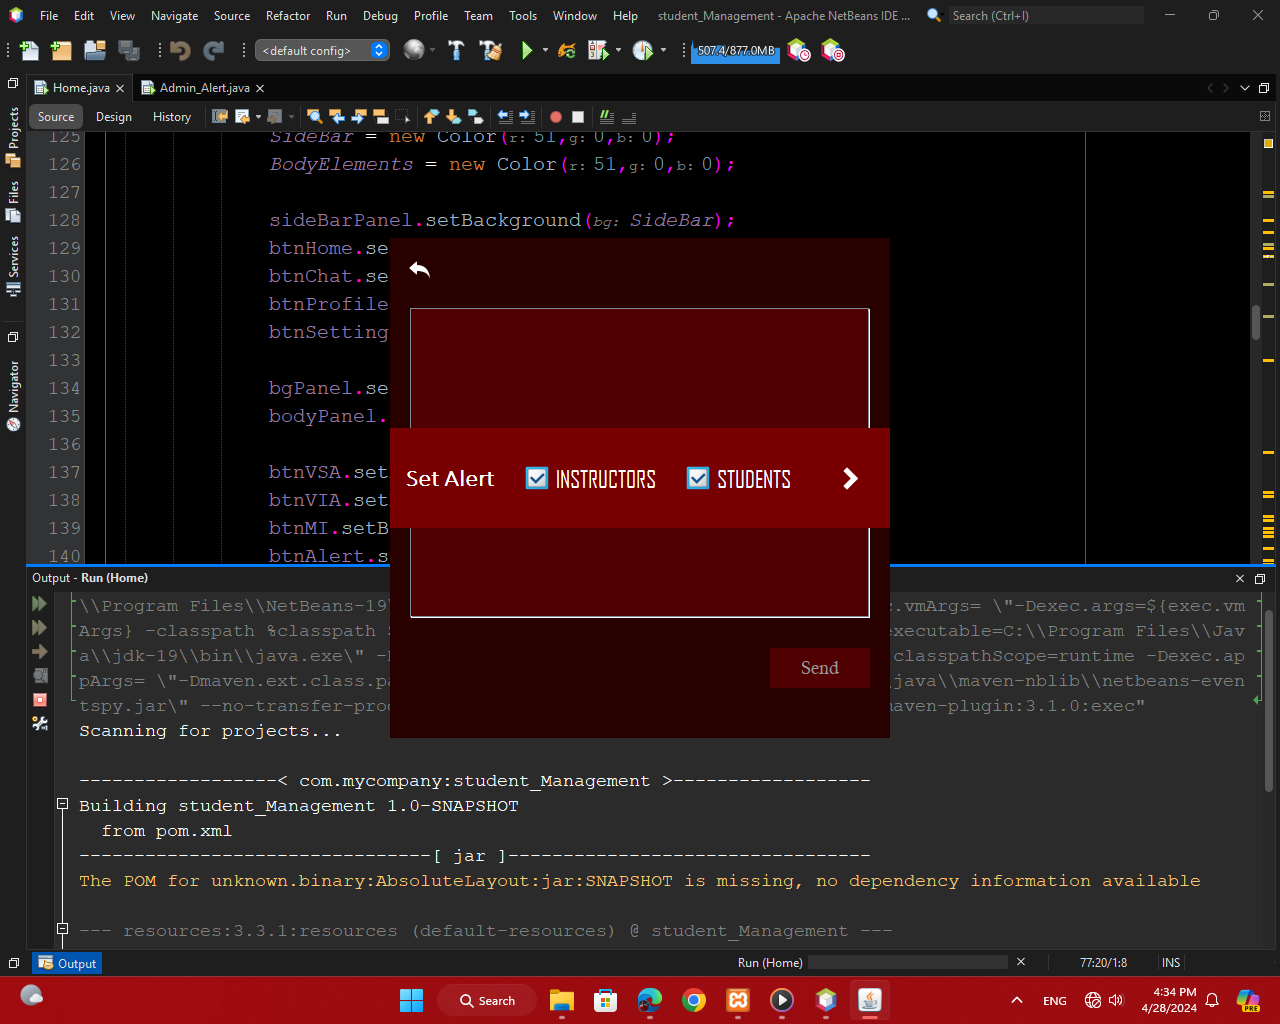 File Edit View Navigate Source Refactor Run Debug Profile Team Tools Window Help student_Management - Apache NetBeans IDE ... Search (Ctrl+I)
<default config> 507.4/877.0MB
Home.java Admin_Alert.java
Source Design History
Projects
Files
Services
Navigator
125 SideBar = new Color(r: 51,g: 0,b: 0);
126 BodyElements = new Color(r: 51,g: 0,b: 0);
127
128 sideBarPanel.setBackground(bg: SideBar);
129 btnHome.se
130 btnChat.se
131 btnProfile
132 btnSetting
133
134 bgPanel.se
135 bodyPanel.
136
137 btnVSA.set
138 btnVIA.set
139 btnMI.setB
140 btnAlert.s
Set Alert INSTRUCTORS STUDENTS
Send
Output - Run (Home)
\\Program Files\\NetBeans-19\ c.vmArgs= \"-Dexec.args=${exec.vm
Args} -classpath %classpath executable=C:\\Program Files\\Jav
a\\jdk-19\\bin\\java.exe\" - classpathScope=runtime -Dexec.ap
pArgs= \"-Dmaven.ext.class.pa java\\maven-nblib\\netbeans-even
tspy.jar\" --no-transfer-prog maven-plugin:3.1.0:exec"
Scanning for projects...
------------------< com.mycompany:student_Management >------------------
Building student_Management 1.0-SNAPSHOT
from pom.xml
--------------------------------[ jar ]---------------------------------
The POM for unknown.binary:AbsoluteLayout:jar:SNAPSHOT is missing, no dependency information available
--- resources:3.3.1:resources (default-resources) @ student_Management ---
Output Run (Home) 77:20/1:8 INS
Search ENG 4:34 PM
4/28/2024
PRE